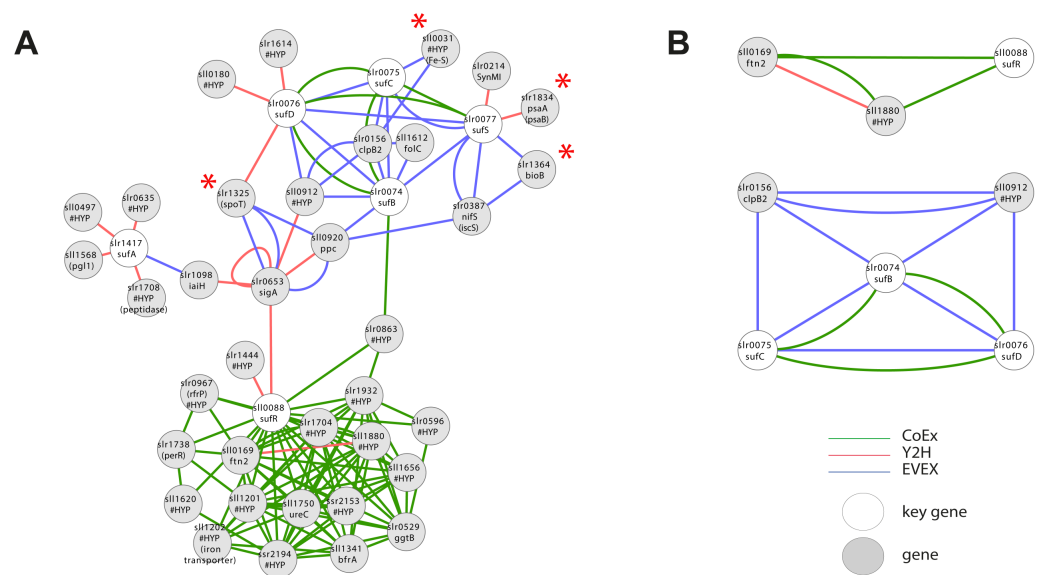 A
B
*
sll0031
#HYP
(Fe-S)
slr1614
#HYP
slr0075
sufC
slr0214
SynMI
sll0180
#HYP
*
slr1834
psaA
(psaB)
slr0076
sufD
slr0077
sufS
slr0156
clpB2
sll1612
folC
*
slr1364
bioB
*
slr1325
(spoT)
sll0912
#HYP
slr0074
sufB
slr0387
nifS
(iscS)
slr0635
#HYP
sll0497
#HYP
slr1417
sufA
sll0920
ppc
sll1568
(pgl1)
slr1098
iaiH
slr0653
sigA
slr1708
#HYP
(peptidase)
slr0863
#HYP
slr1444
#HYP
slr0967
(rfrP)
#HYP
slr1932
#HYP
sll0088
sufR
slr1704
#HYP
slr0596
#HYP
sll1880
#HYP
slr1738
(perR)
sll0169
ftn2
sll1656
#HYP
sll1620
#HYP
sll1201
#HYP
sll1750
ureC
ssr2153
#HYP
slr0529
ggtB
sll1202
#HYP
(iron
transporter)
ssr2194
#HYP
sll1341
bfrA
sll0169
ftn2
sll0088
sufR
sll1880
#HYP
slr0156
clpB2
sll0912
#HYP
slr0074
sufB
slr0075
sufC
slr0076
sufD
CoEx
Y2H
EVEX
key gene
gene